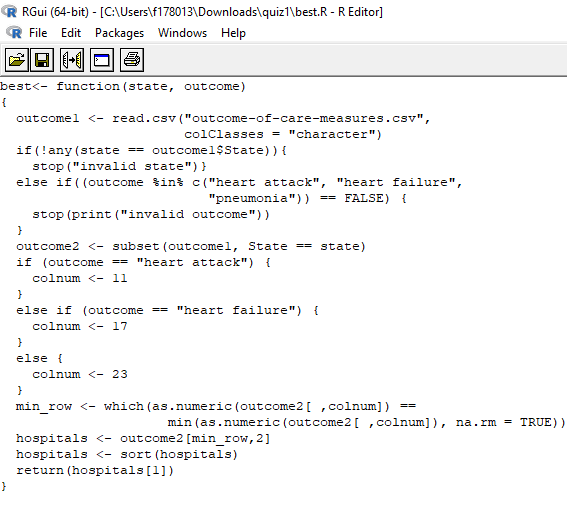 RGui (64-bit) - [C:\Users\f178013\Downloads\quiz1\best.R - R Editor]
File Edit Packages Windows Help
best<- function(state, outcome)
{
  outcome1 <- read.csv("outcome-of-care-measures.csv",
                       colClasses = "character")
  if(!any(state == outcome1$State)){
    stop("invalid state")}
  else if((outcome %in% c("heart attack", "heart failure",
                          "pneumonia")) == FALSE) {
    stop(print("invalid outcome"))
  }
  outcome2 <- subset(outcome1, State == state)
  if (outcome == "heart attack") {
    colnum <- 11
  }
  else if (outcome == "heart failure") {
    colnum <- 17
  }
  else {
    colnum <- 23
  }
  min_row <- which(as.numeric(outcome2[ ,colnum]) ==
                     min(as.numeric(outcome2[ ,colnum]), na.rm = TRUE))
  hospitals <- outcome2[min_row,2]
  hospitals <- sort(hospitals)
  return(hospitals[1])
}